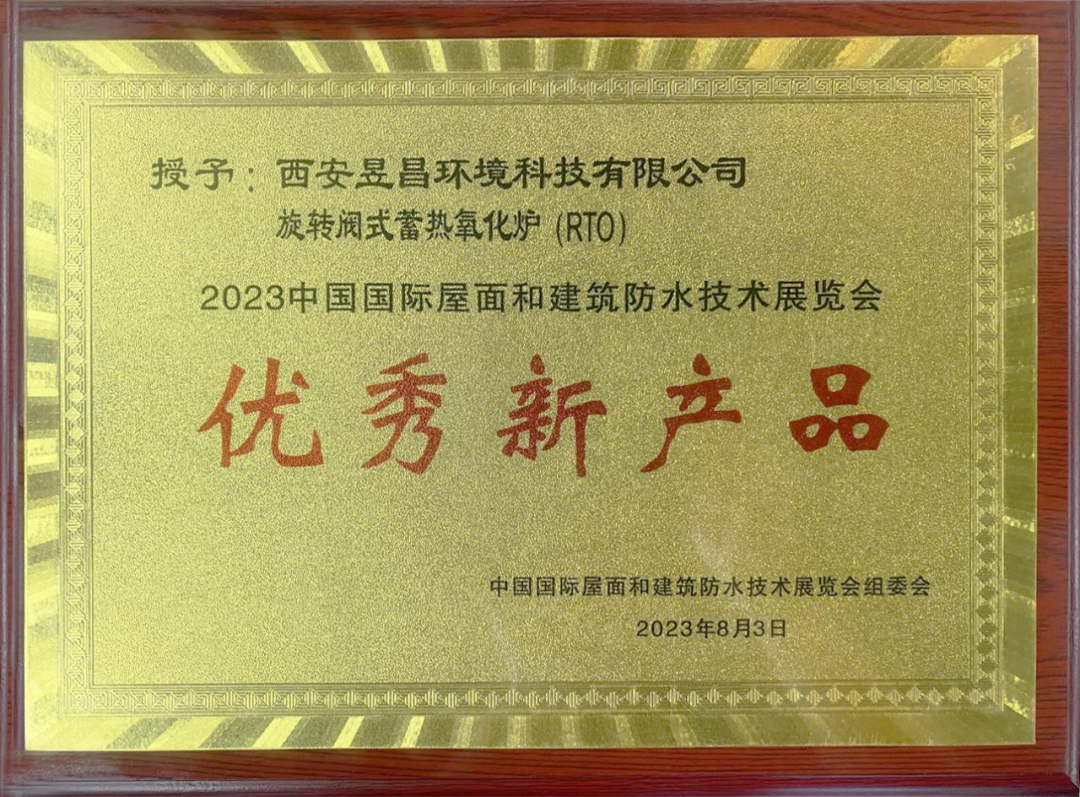 授予：西安昱昌环境科技有限公司
旋转阀式蓄热氧化炉（RTO）
2023中国国际屋面和建筑防水技术展览会
优秀新产品
中国国际屋面和建筑防水技术展览会组委会
2023年8月3日